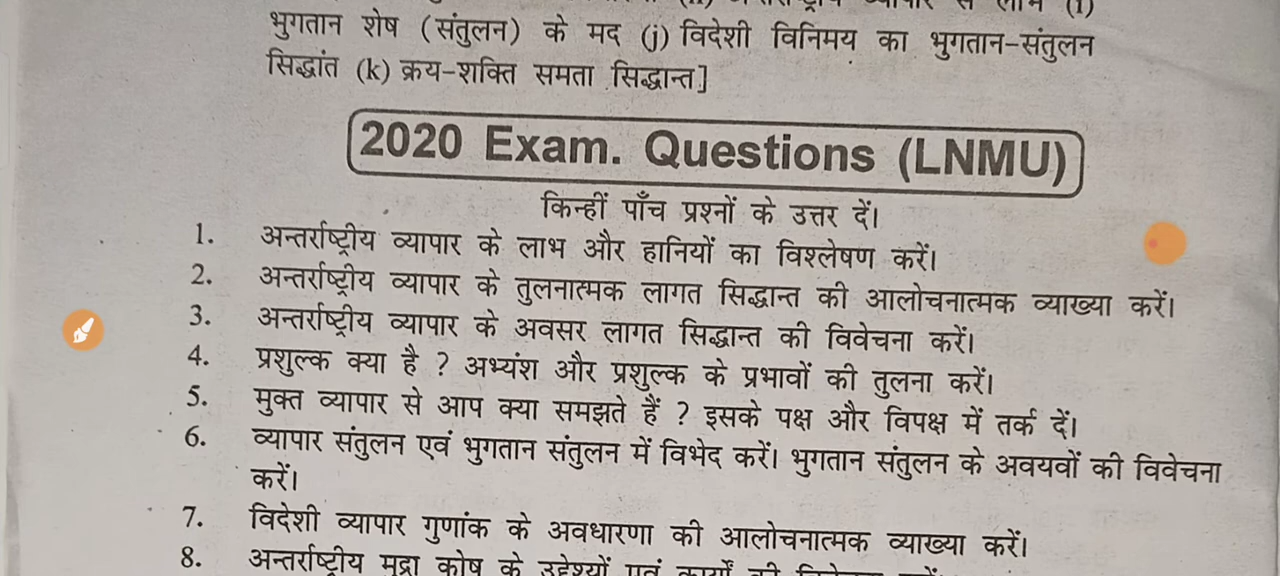 भुगतान शेष (संतुलन) के मद (j) विदेशी विनिमय का भुगतान-संतुलन
सिद्धांत (k) क्रय-शक्ति समता सिद्धान्त]
2020 Exam. Questions (LNMU)
किन्हीं पाँच प्रश्नों के उत्तर दें।
1. अन्तर्राष्ट्रीय व्यापार के लाभ और हानियों का विश्लेषण करें।
2. अन्तर्राष्ट्रीय व्यापार के तुलनात्मक लागत सिद्धान्त की आलोचनात्मक व्याख्या करें।
3. अन्तर्राष्ट्रीय व्यापार के अवसर लागत सिद्धान्त की विवेचना करें।
4. प्रशुल्क क्या है ? अभ्यंश और प्रशुल्क के प्रभावों की तुलना करें।
5. मुक्त व्यापार से आप क्या समझते हैं ? इसके पक्ष और विपक्ष में तर्क दें।
6. व्यापार संतुलन एवं भुगतान संतुलन में विभेद करें। भुगतान संतुलन के अवयवों की विवेचना
करें।
7. विदेशी व्यापार गुणांक के अवधारणा की आलोचनात्मक व्याख्या करें।
8. अन्तर्राष्ट्रीय मुद्रा कोष के उद्देश्यों एवं कार्यों की